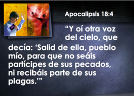 Apocalipsis 18:4
“Y oí otra voz
del cielo, que
decía: ‘Salid de ella, pueblo
mío, para que no seáis
partícipes de sus pecados,
ni recibáis parte de sus
plagas.’”